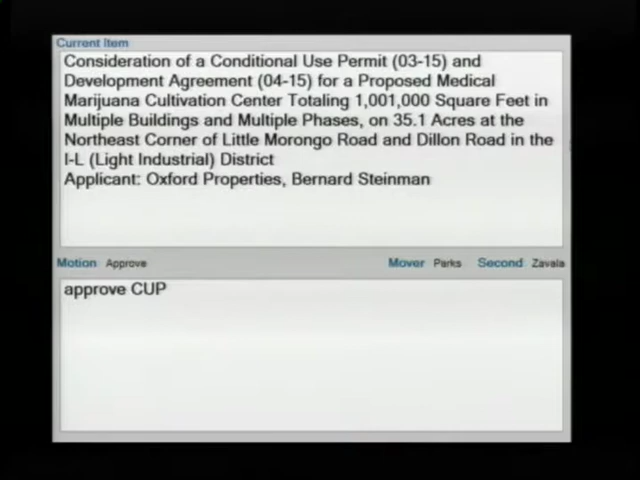 Current Item
Consideration of a Conditional Use Permit (03-15) and
Development Agreement (04-15) for a Proposed Medical
Marijuana Cultivation Center Totaling 1,001,000 Square Feet in
Multiple Buildings and Multiple Phases, on 35.1 Acres at the
Northeast Corner of Little Morongo Road and Dillon Road in the
I-L (Light Industrial) District
Applicant: Oxford Properties, Bernard Steinman
Motion Approve Mover Parks Second Zavala
approve CUP